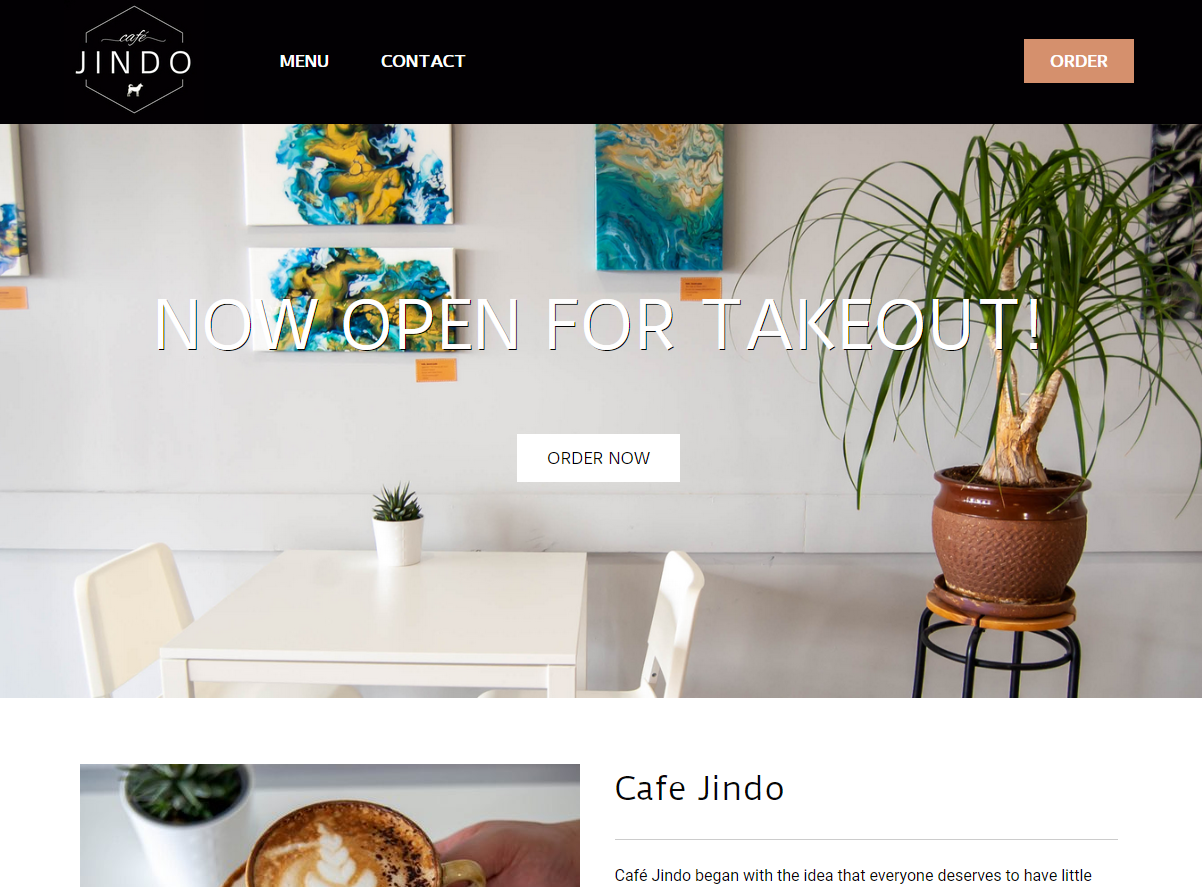 café
JINDO
MENU
CONTACT
ORDER
NOW OPEN FOR TAKEOUT!
ORDER NOW
Cafe Jindo
Café Jindo began with the idea that everyone deserves to have little